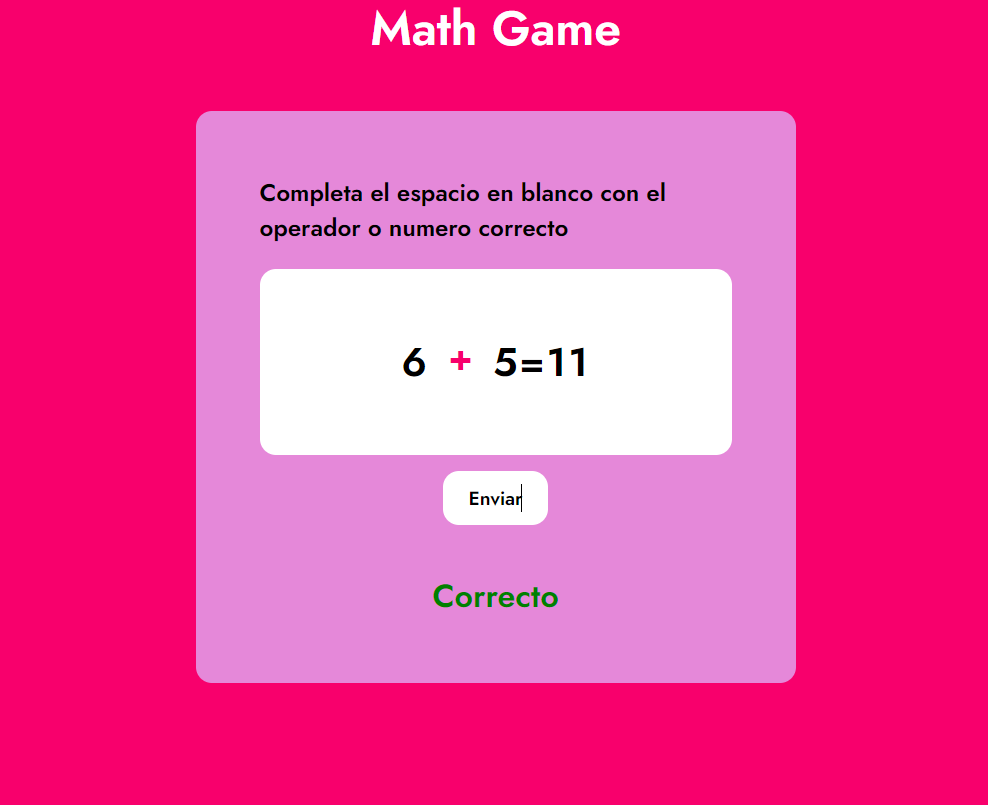 Math Game
Completa el espacio en blanco con el
operador o numero correcto
6 + 5=11
Enviar
Correcto